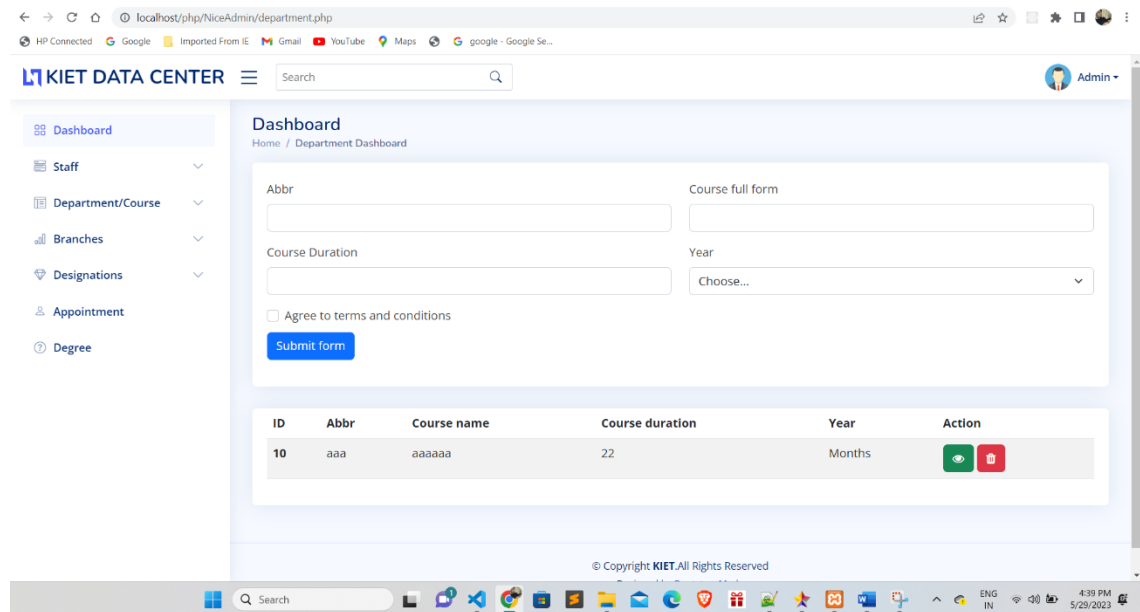 localhost/php/NiceAdmin/department.php
HP Connected Google Imported From IE Gmail YouTube Maps google - Google Se...
KIET DATA CENTER Search Admin
Dashboard
Staff
Department/Course
Branches
Designations
Appointment
Degree
Dashboard
Home / Department Dashboard
Abbr Course full form
Course Duration Year
Choose...
Agree to terms and conditions
Submit form
ID Abbr Course name Course duration Year Action
10 aaa aaaaaa 22 Months
© Copyright KIET.All Rights Reserved
Search ENG 4:39 PM
IN 5/29/2023